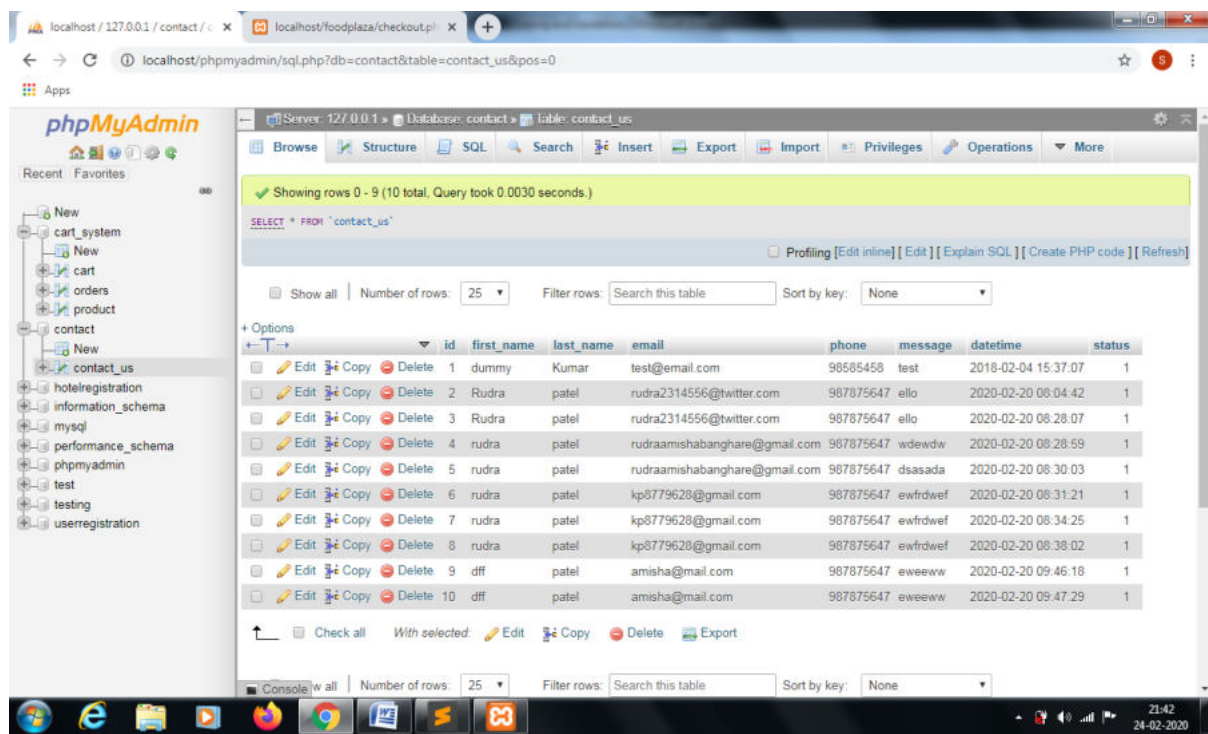 localhost / 127.0.0.1 / contact / c
localhost/foodplaza/checkout.ph
localhost/phpmyadmin/sql.php?db=contact&table=contact_us&pos=0
S
Apps
phpMyAdmin
Recent Favorites
New
cart_system
New
cart
orders
product
contact
New
contact_us
hotelregistration
information_schema
mysql
performance_schema
phpmyadmin
test
testing
userregistration
Server: 127.0.0.1 » Database: contact » Table: contact_us
Browse Structure SQL Search Insert Export Import Privileges Operations More
Showing rows 0 - 9 (10 total, Query took 0.0030 seconds.)
SELECT * FROM `contact_us`
Profiling [Edit inline] [ Edit ] [ Explain SQL ] [ Create PHP code ] [ Refresh]
Show all Number of rows: 25 Filter rows: Search this table Sort by key: None
+ Options
←T→ id first_name last_name email phone message datetime status
Edit Copy Delete 1 dummy Kumar test@email.com 98585458 test 2018-02-04 15:37:07 1
Edit Copy Delete 2 Rudra patel rudra2314556@twitter.com 987875647 ello 2020-02-20 08:04:42 1
Edit Copy Delete 3 Rudra patel rudra2314556@twitter.com 987875647 ello 2020-02-20 08:28:07 1
Edit Copy Delete 4 rudra patel rudraamishabanghare@gmail.com 987875647 wdewdw 2020-02-20 08:28:59 1
Edit Copy Delete 5 rudra patel rudraamishabanghare@gmail.com 987875647 dsasada 2020-02-20 08:30:03 1
Edit Copy Delete 6 rudra patel kp8779628@gmail.com 987875647 ewfrdwef 2020-02-20 08:31:21 1
Edit Copy Delete 7 rudra patel kp8779628@gmail.com 987875647 ewfrdwef 2020-02-20 08:34:25 1
Edit Copy Delete 8 rudra patel kp8779628@gmail.com 987875647 ewfrdwef 2020-02-20 08:38:02 1
Edit Copy Delete 9 dff patel amisha@mail.com 987875647 eweeww 2020-02-20 09:46:18 1
Edit Copy Delete 10 dff patel amisha@mail.com 987875647 eweeww 2020-02-20 09:47:29 1
Check all With selected: Edit Copy Delete Export
Console w all Number of rows: 25 Filter rows: Search this table Sort by key: None
21:42
24-02-2020